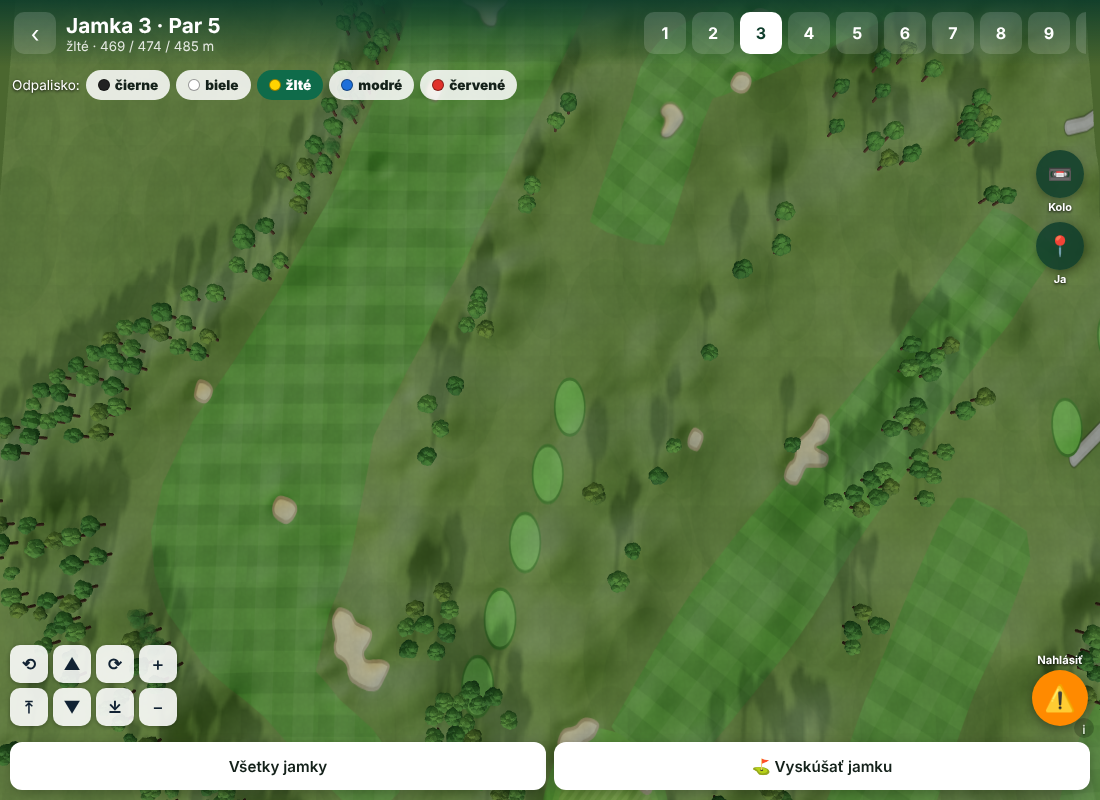 Jamka 3 · Par 5
žlté · 469 / 474 / 485 m
1 2 3 4 5 6 7 8 9
Odpalisko: čierne biele žlté modré červené
Kolo
Ja
Nahlásiť
i
Všetky jamky
Vyskúšať jamku